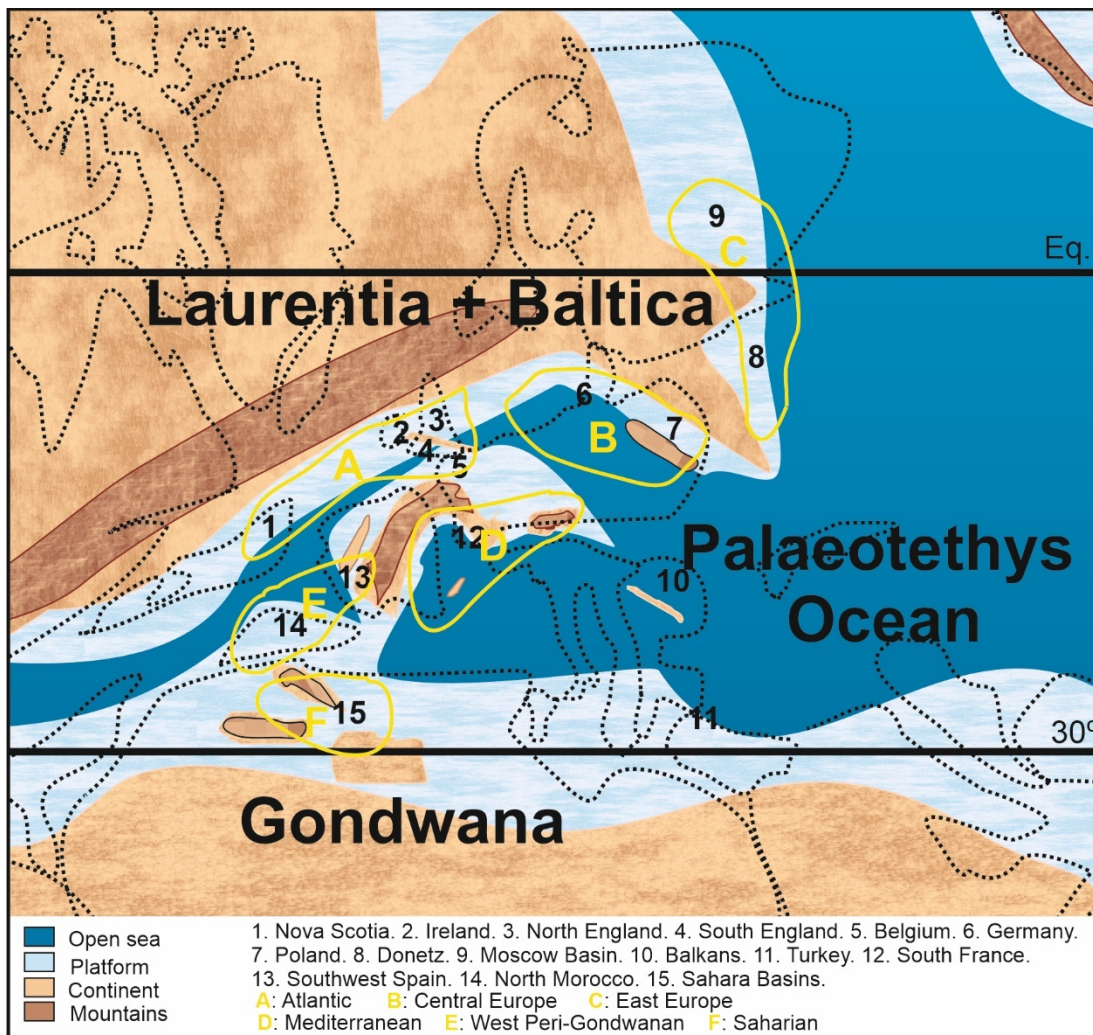 9
C
Eq.
Laurentia + Baltica
8
6
3
2
7
B
4
A
5
1
12
D
Palaeotethys
Ocean
13
10
E
14
15
F
11
30º
Gondwana
Open sea
Platform
Continent
Mountains
1. Nova Scotia. 2. Ireland. 3. North England. 4. South England. 5. Belgium. 6. Germany.
7. Poland. 8. Donetz. 9. Moscow Basin. 10. Balkans. 11. Turkey. 12. South France.
13. Southwest Spain. 14. North Morocco. 15. Sahara Basins.
A: Atlantic B: Central Europe C: East Europe
D: Mediterranean E: West Peri-Gondwanan F: Saharian